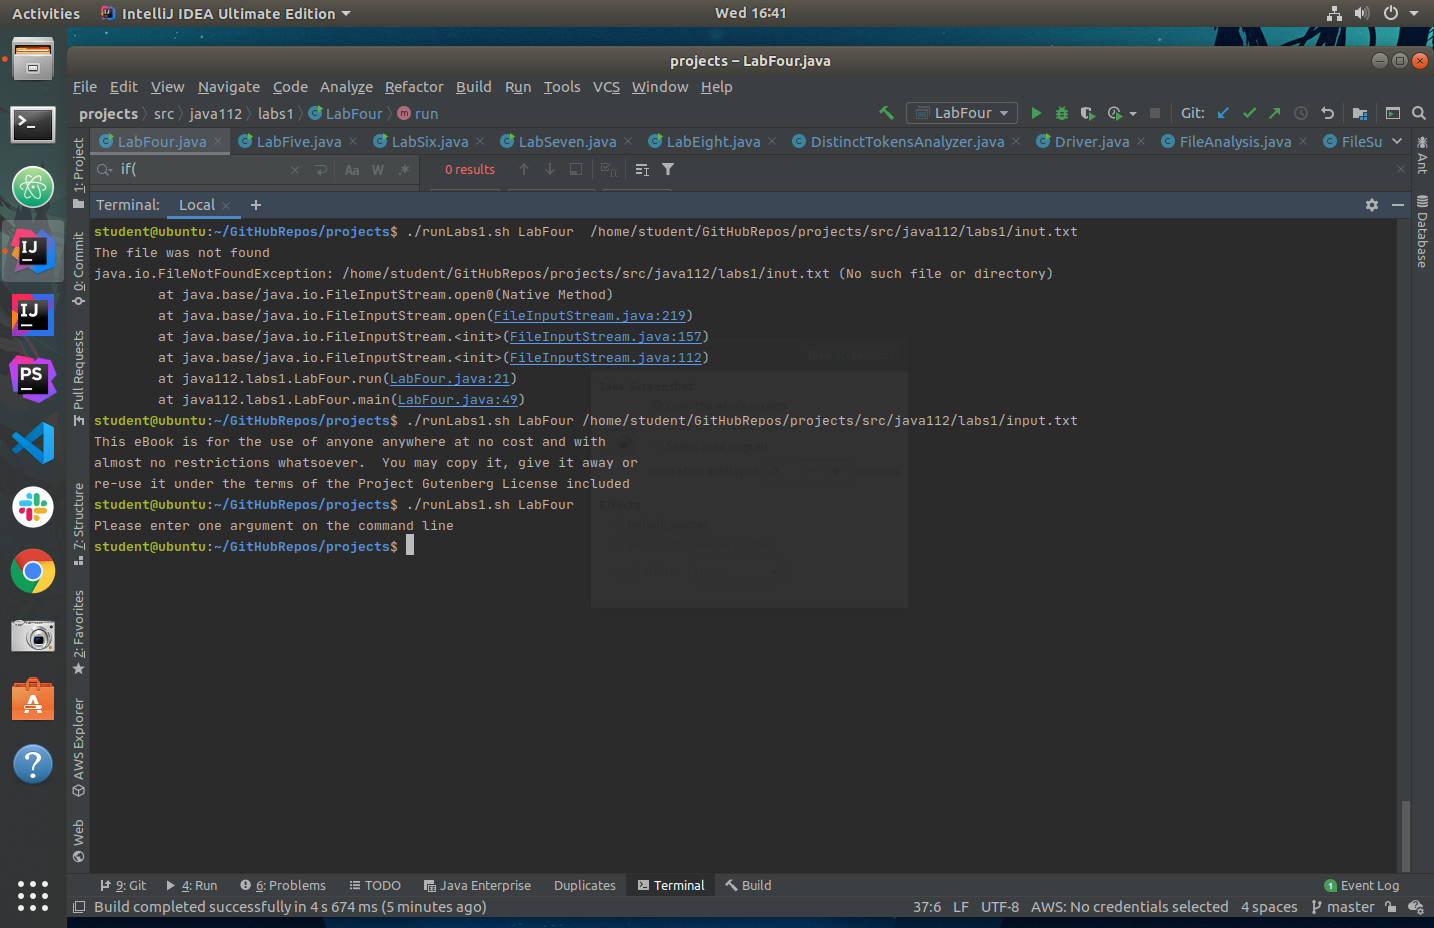 Activities IntelliJ IDEA Ultimate Edition Wed 16:41
projects – LabFour.java
File Edit View Navigate Code Analyze Refactor Build Run Tools VCS Window Help
projects src java112 labs1 LabFour run LabFour Git:
LabFour.java LabFive.java LabSix.java LabSeven.java LabEight.java DistinctTokensAnalyzer.java Driver.java FileAnalysis.java FileSu
if( Aa W .* 0 results
Terminal: Local +
student@ubuntu:~/GitHubRepos/projects$ ./runLabs1.sh LabFour  /home/student/GitHubRepos/projects/src/java112/labs1/inut.txt
The file was not found
java.io.FileNotFoundException: /home/student/GitHubRepos/projects/src/java112/labs1/inut.txt (No such file or directory)
at java.base/java.io.FileInputStream.open0(Native Method)
at java.base/java.io.FileInputStream.open(FileInputStream.java:219)
at java.base/java.io.FileInputStream.<init>(FileInputStream.java:157)
at java.base/java.io.FileInputStream.<init>(FileInputStream.java:112)
at java112.labs1.LabFour.run(LabFour.java:21)
at java112.labs1.LabFour.main(LabFour.java:49)
student@ubuntu:~/GitHubRepos/projects$ ./runLabs1.sh LabFour /home/student/GitHubRepos/projects/src/java112/labs1/input.txt
This eBook is for the use of anyone anywhere at no cost and with
almost no restrictions whatsoever.  You may copy it, give it away or
re-use it under the terms of the Project Gutenberg License included
student@ubuntu:~/GitHubRepos/projects$ ./runLabs1.sh LabFour
Please enter one argument on the command line
student@ubuntu:~/GitHubRepos/projects$
Take Screenshot
Take Screenshot
Effects
1: Project
0: Commit
Pull Requests
7: Structure
2: Favorites
AWS Explorer
Web
Ant
Database
IJ
IJ
PS
9: Git 4: Run 6: Problems TODO Java Enterprise Duplicates Terminal Build 1 Event Log
Build completed successfully in 4 s 674 ms (5 minutes ago) 37:6 LF UTF-8 AWS: No credentials selected 4 spaces master